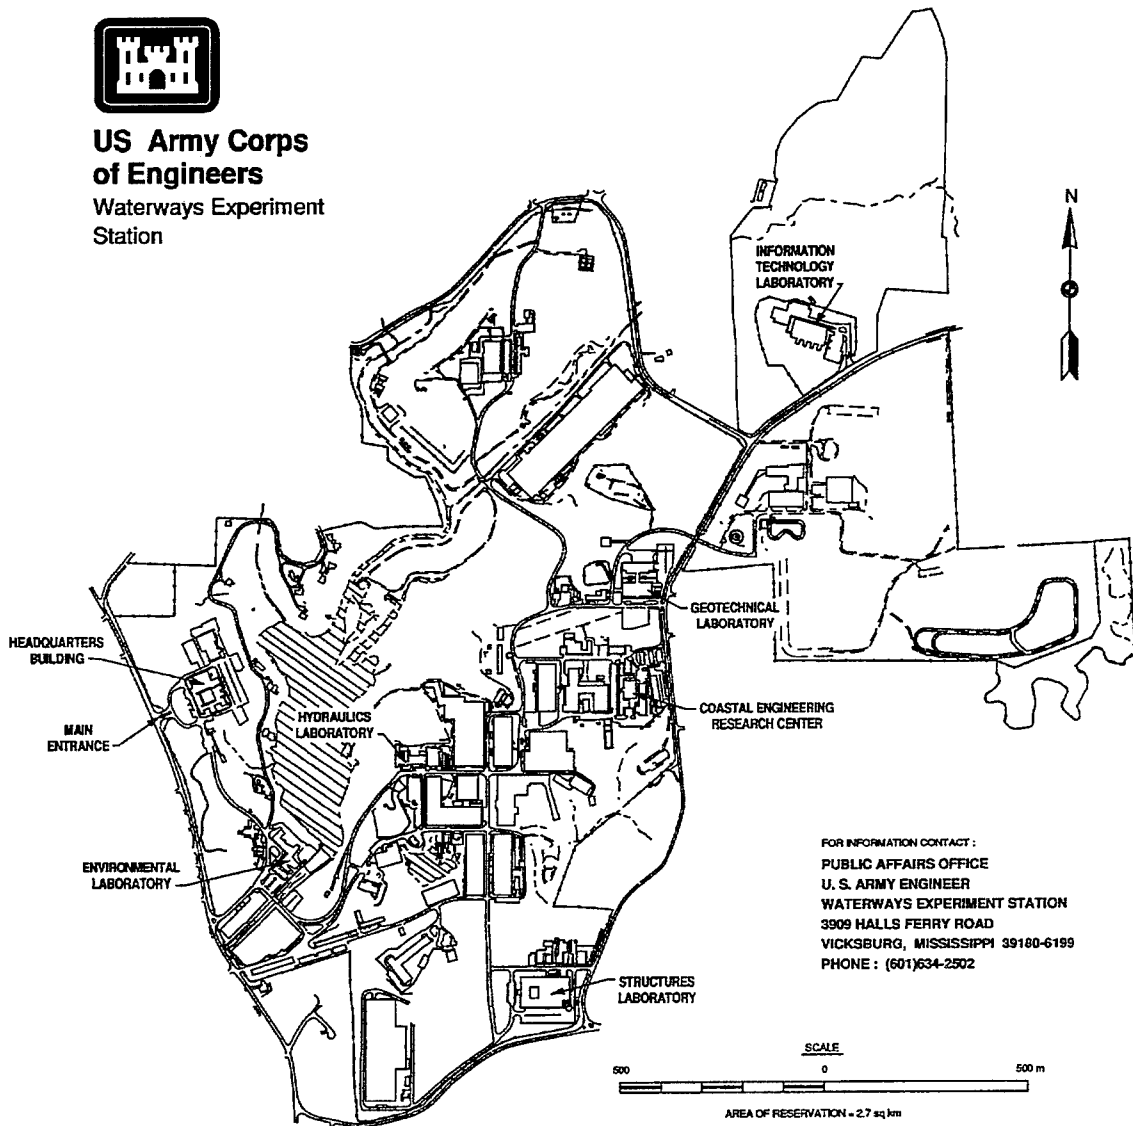 US Army Corps
of Engineers
Waterways Experiment
Station
N
INFORMATION
TECHNOLOGY
LABORATORY
GEOTECHNICAL
LABORATORY
HEADQUARTERS
BUILDING
MAIN
ENTRANCE
HYDRAULICS
LABORATORY
COASTAL ENGINEERING
RESEARCH CENTER
ENVIRONMENTAL
LABORATORY
STRUCTURES
LABORATORY
FOR INFORMATION CONTACT :
PUBLIC AFFAIRS OFFICE
U. S. ARMY ENGINEER
WATERWAYS EXPERIMENT STATION
3909 HALLS FERRY ROAD
VICKSBURG, MISSISSIPPI 39180-6199
PHONE : (601)634-2502
SCALE
500 0 500 m
AREA OF RESERVATION = 2.7 sq km